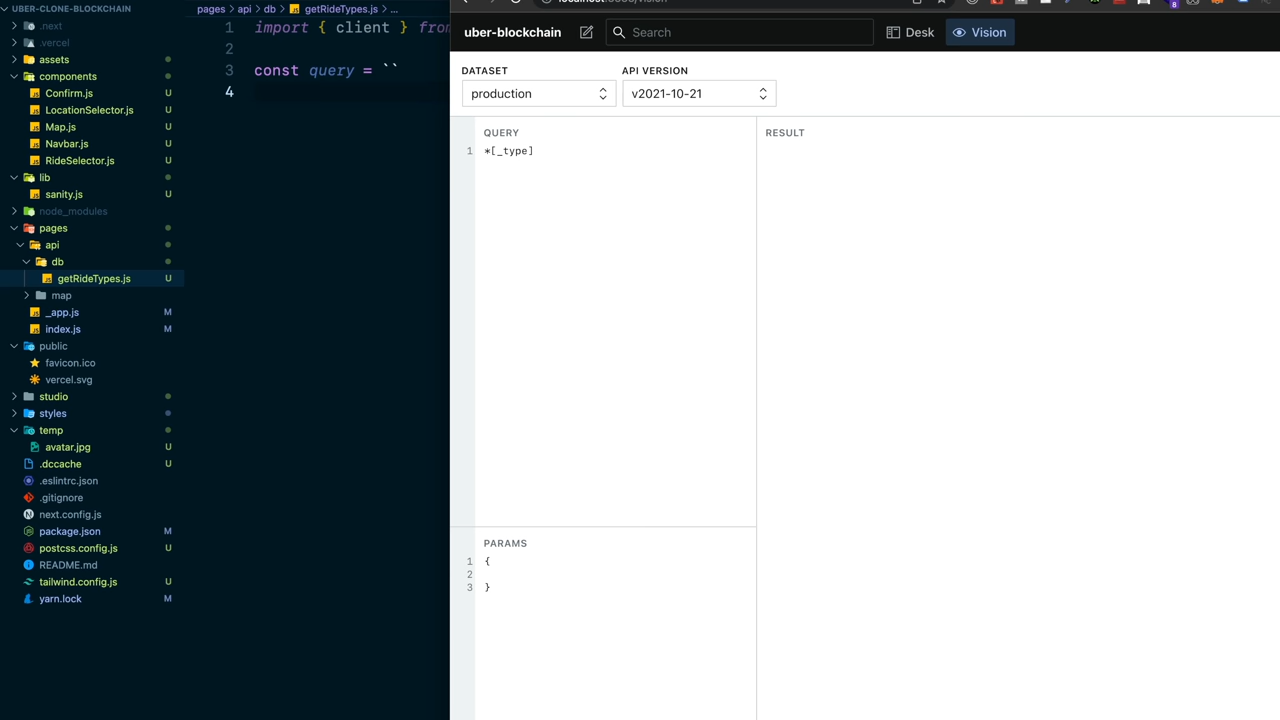 UBER-CLONE-BLOCKCHAIN
.next
.vercel
assets
components
Confirm.js U
LocationSelector.js U
Map.js U
Navbar.js U
RideSelector.js U
lib
sanity.js U
node_modules
pages
api
db
getRideTypes.js U
map
_app.js M
index.js M
public
favicon.ico
vercel.svg
studio
styles
temp
avatar.jpg U
.dccache U
.eslintrc.json
.gitignore
next.config.js
package.json M
postcss.config.js U
README.md
tailwind.config.js U
yarn.lock M
pages > api > db > getRideTypes.js > ...
1 import { client } from
2
3 const query = ``
4
uber-blockchain Search Desk Vision
DATASET API VERSION
production v2021-10-21
QUERY RESULT
1 *[_type]
PARAMS
1 {
2
3 }
8